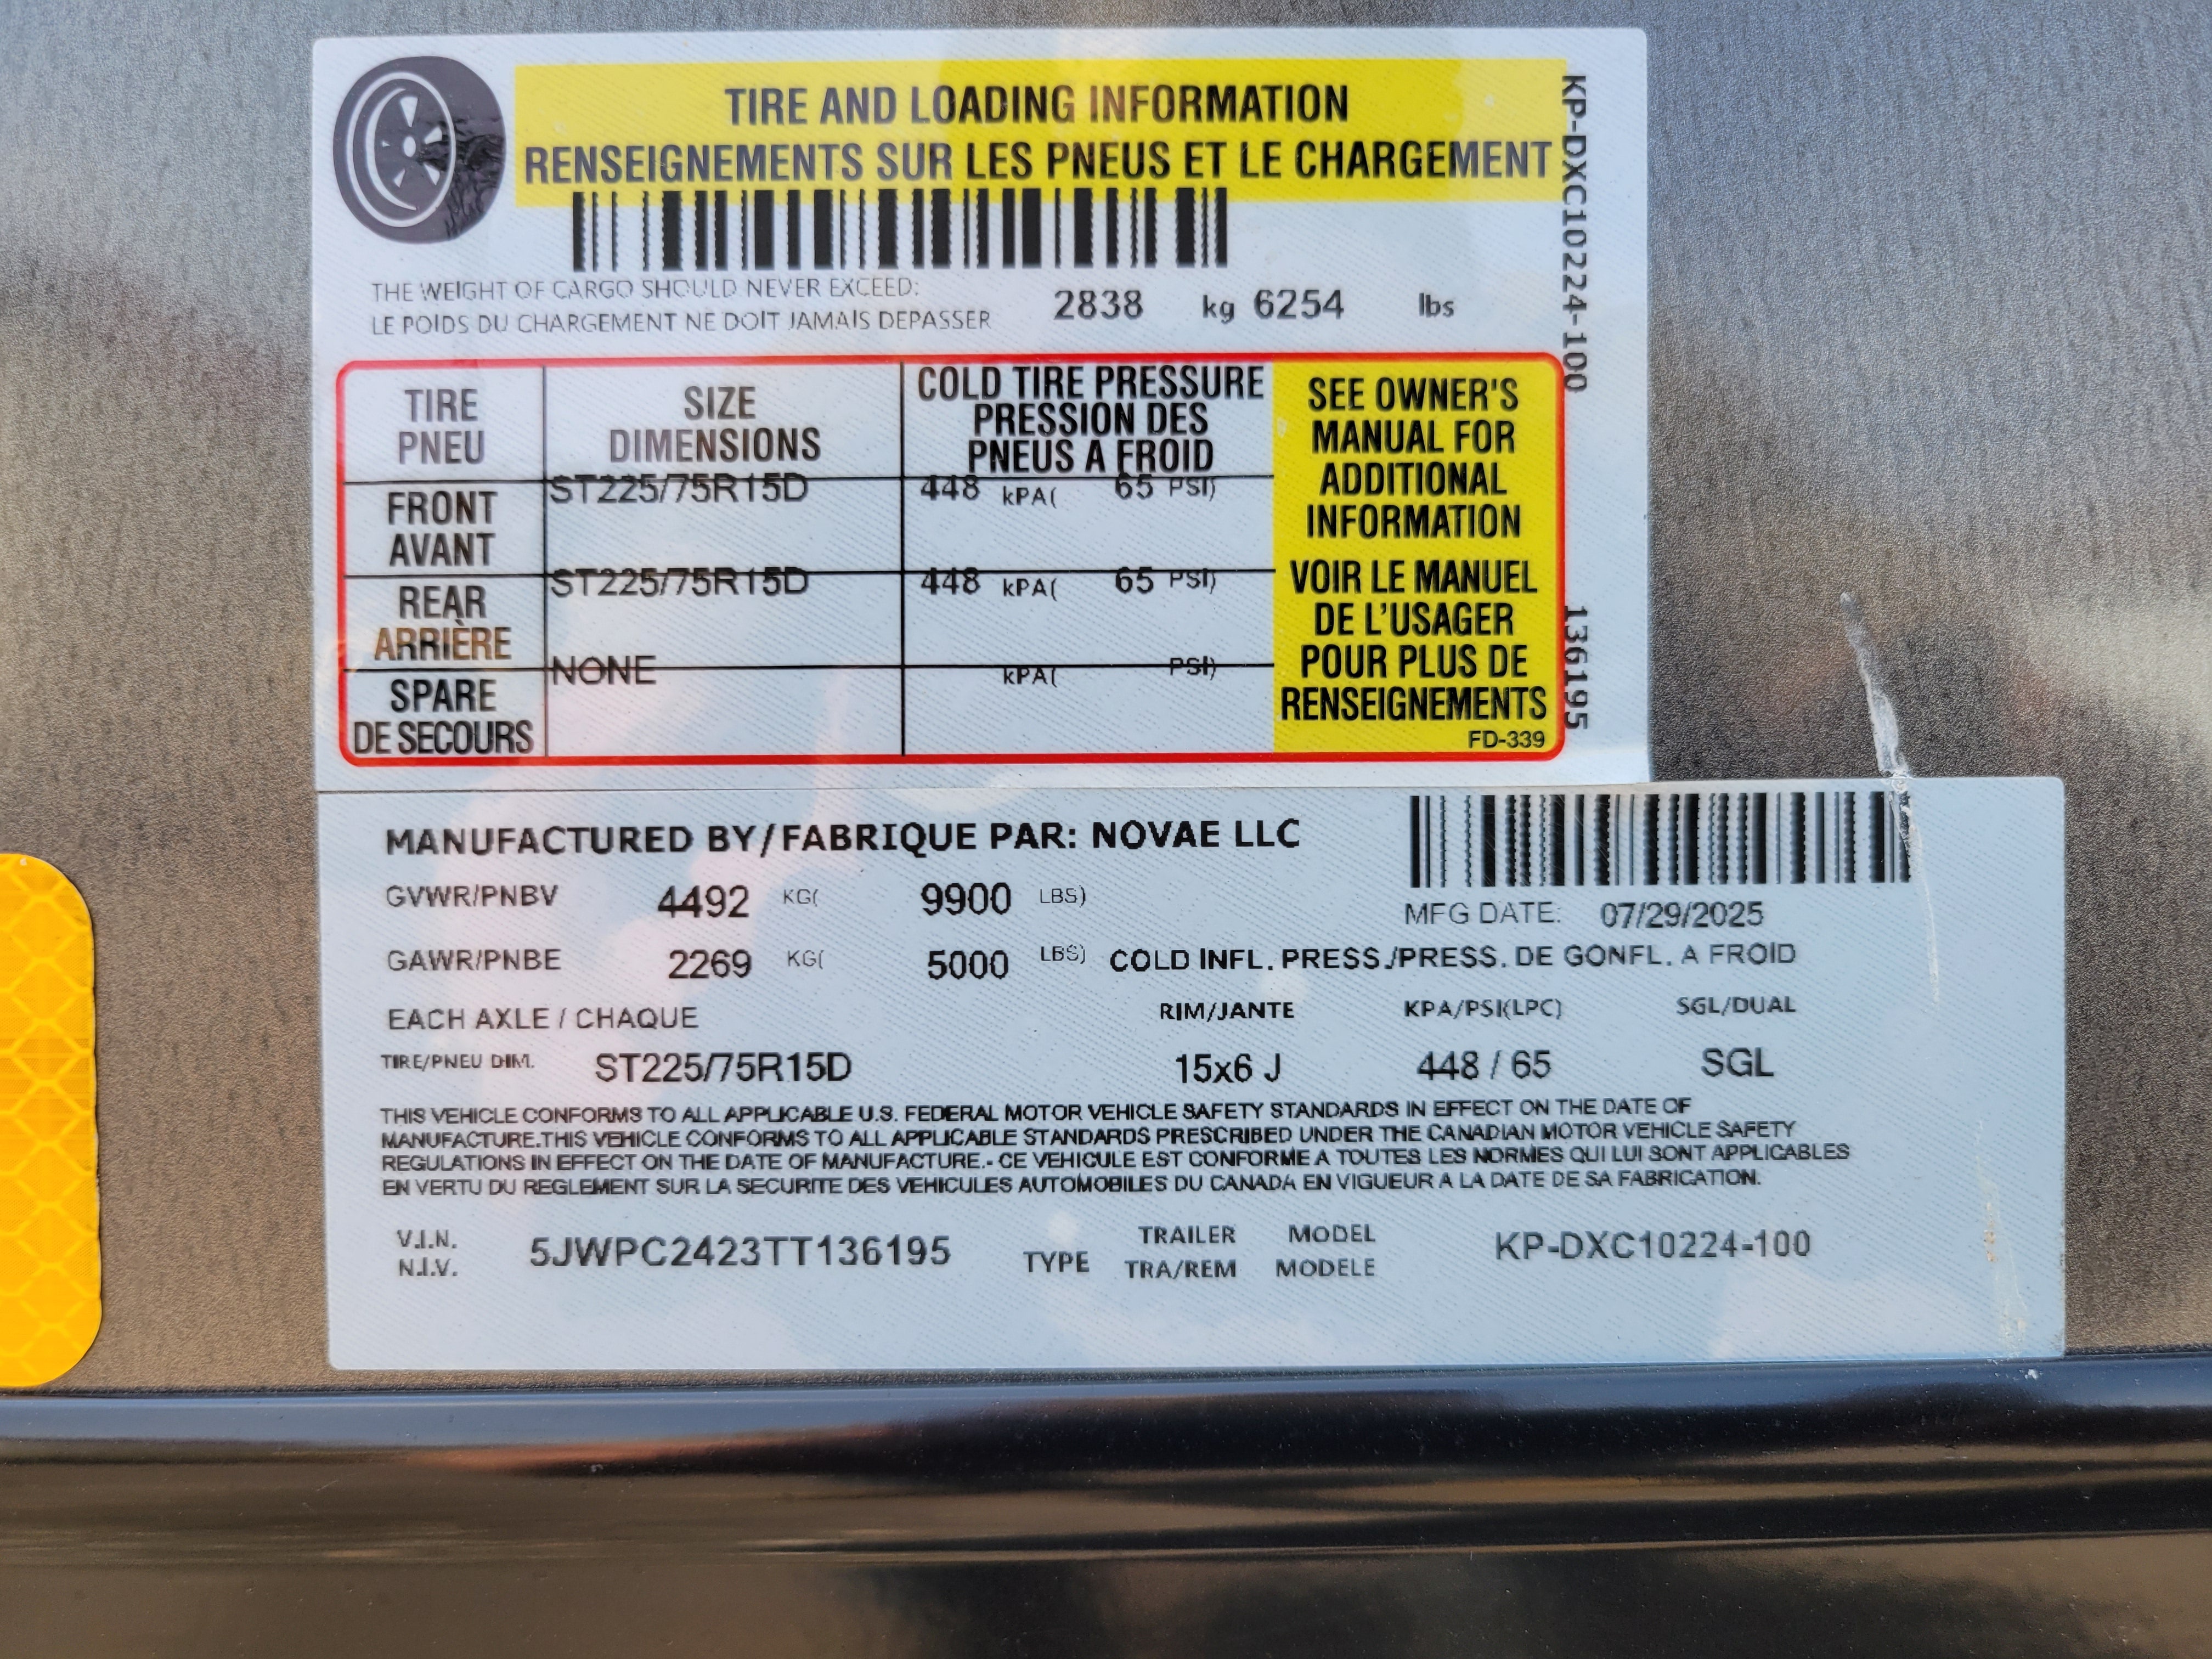 TIRE AND LOADING INFORMATION
RENSEIGNEMENTS SUR LES PNEUS ET LE CHARGEMENT
THE WEIGHT OF CARGO SHOULD NEVER EXCEED:
LE POIDS DU CHARGEMENT NE DOIT JAMAIS DEPASSER
2838 kg 6254 lbs
TIRE
PNEU
SIZE
DIMENSIONS
COLD TIRE PRESSURE
PRESSION DES
PNEUS A FROID
FRONT
AVANT
ST225/75R15D 448 kPA( 65 PSI)
REAR
ARRIÈRE
ST225/75R15D 448 kPA( 65 PSI)
SPARE
DE SECOURS
NONE kPA( PSI)
SEE OWNER'S
MANUAL FOR
ADDITIONAL
INFORMATION
VOIR LE MANUEL
DE L'USAGER
POUR PLUS DE
RENSEIGNEMENTS
FD-339
KP-DXC10224-100 136195
MANUFACTURED BY/FABRIQUE PAR: NOVAE LLC
GVWR/PNBV 4492 KG( 9900 LBS)
MFG DATE: 07/29/2025
GAWR/PNBE 2269 KG( 5000 LBS) COLD INFL. PRESS./PRESS. DE GONFL. A FROID
EACH AXLE / CHAQUE RIM/JANTE KPA/PSI(LPC) SGL/DUAL
TIRE/PNEU DIM. ST225/75R15D 15x6 J 448 / 65 SGL
THIS VEHICLE CONFORMS TO ALL APPLICABLE U.S. FEDERAL MOTOR VEHICLE SAFETY STANDARDS IN EFFECT ON THE DATE OF
MANUFACTURE.THIS VEHICLE CONFORMS TO ALL APPLICABLE STANDARDS PRESCRIBED UNDER THE CANADIAN MOTOR VEHICLE SAFETY
REGULATIONS IN EFFECT ON THE DATE OF MANUFACTURE.- CE VEHICULE EST CONFORME A TOUTES LES NORMES QUI LUI SONT APPLICABLES
EN VERTU DU REGLEMENT SUR LA SECURITE DES VEHICULES AUTOMOBILES DU CANADA EN VIGUEUR A LA DATE DE SA FABRICATION.
V.I.N.
N.I.V.
5JWPC2423TT136195
TYPE
TRAILER
TRA/REM
MODEL
MODELE
KP-DXC10224-100